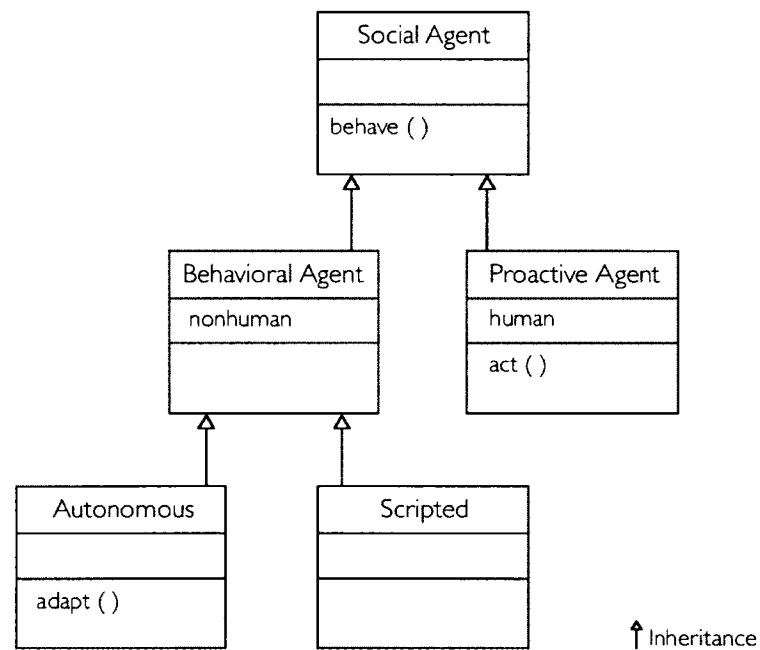 Social Agent
behave ( )
Behavioral Agent
nonhuman
Proactive Agent
human
act ( )
Autonomous
adapt ( )
Scripted
Inheritance